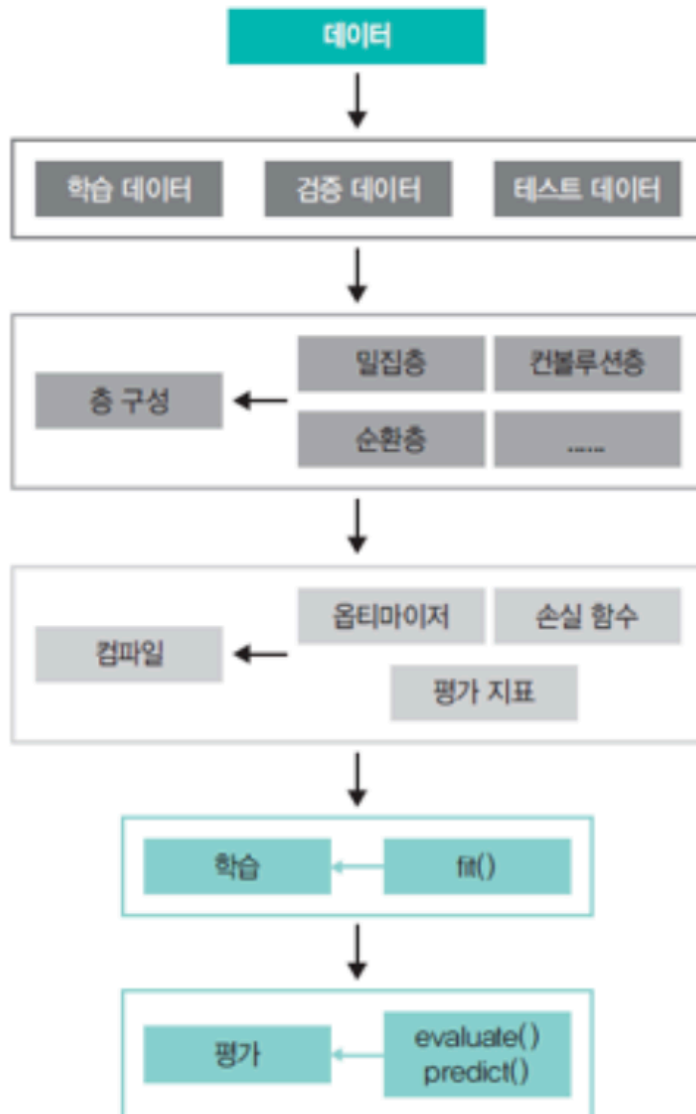 데이터
학습 데이터
검증 데이터
테스트 데이터
층 구성
밀집층
컨볼루션층
순환층
......
컴파일
옵티마이저
손실 함수
평가 지표
학습
fit()
평가
evaluate()
predict()